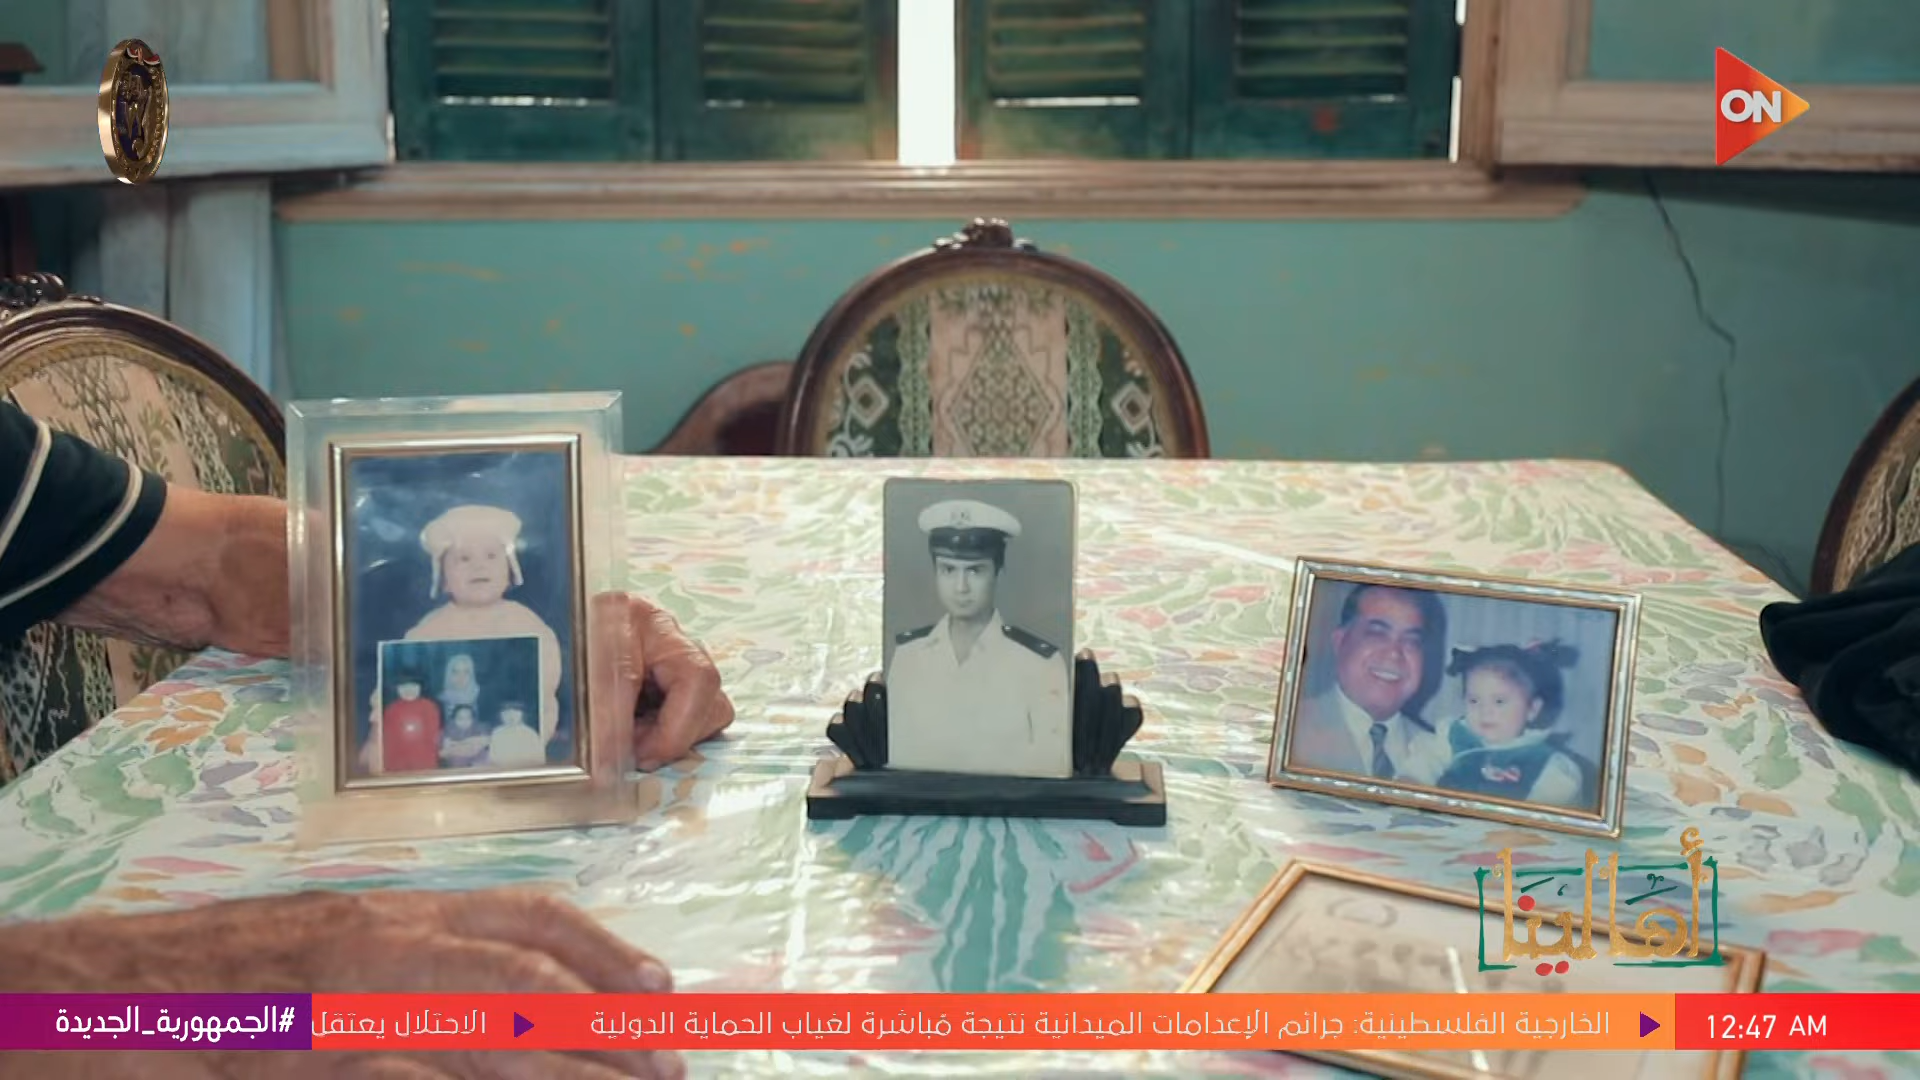 ON
أهالينا
#الجمهورية_الجديدة
الخارجية الفلسطينية: جرائم الإعدامات الميدانية نتيجة مباشرة لغياب الحماية الدولية
الاحتلال يعتقل
12:47 AM